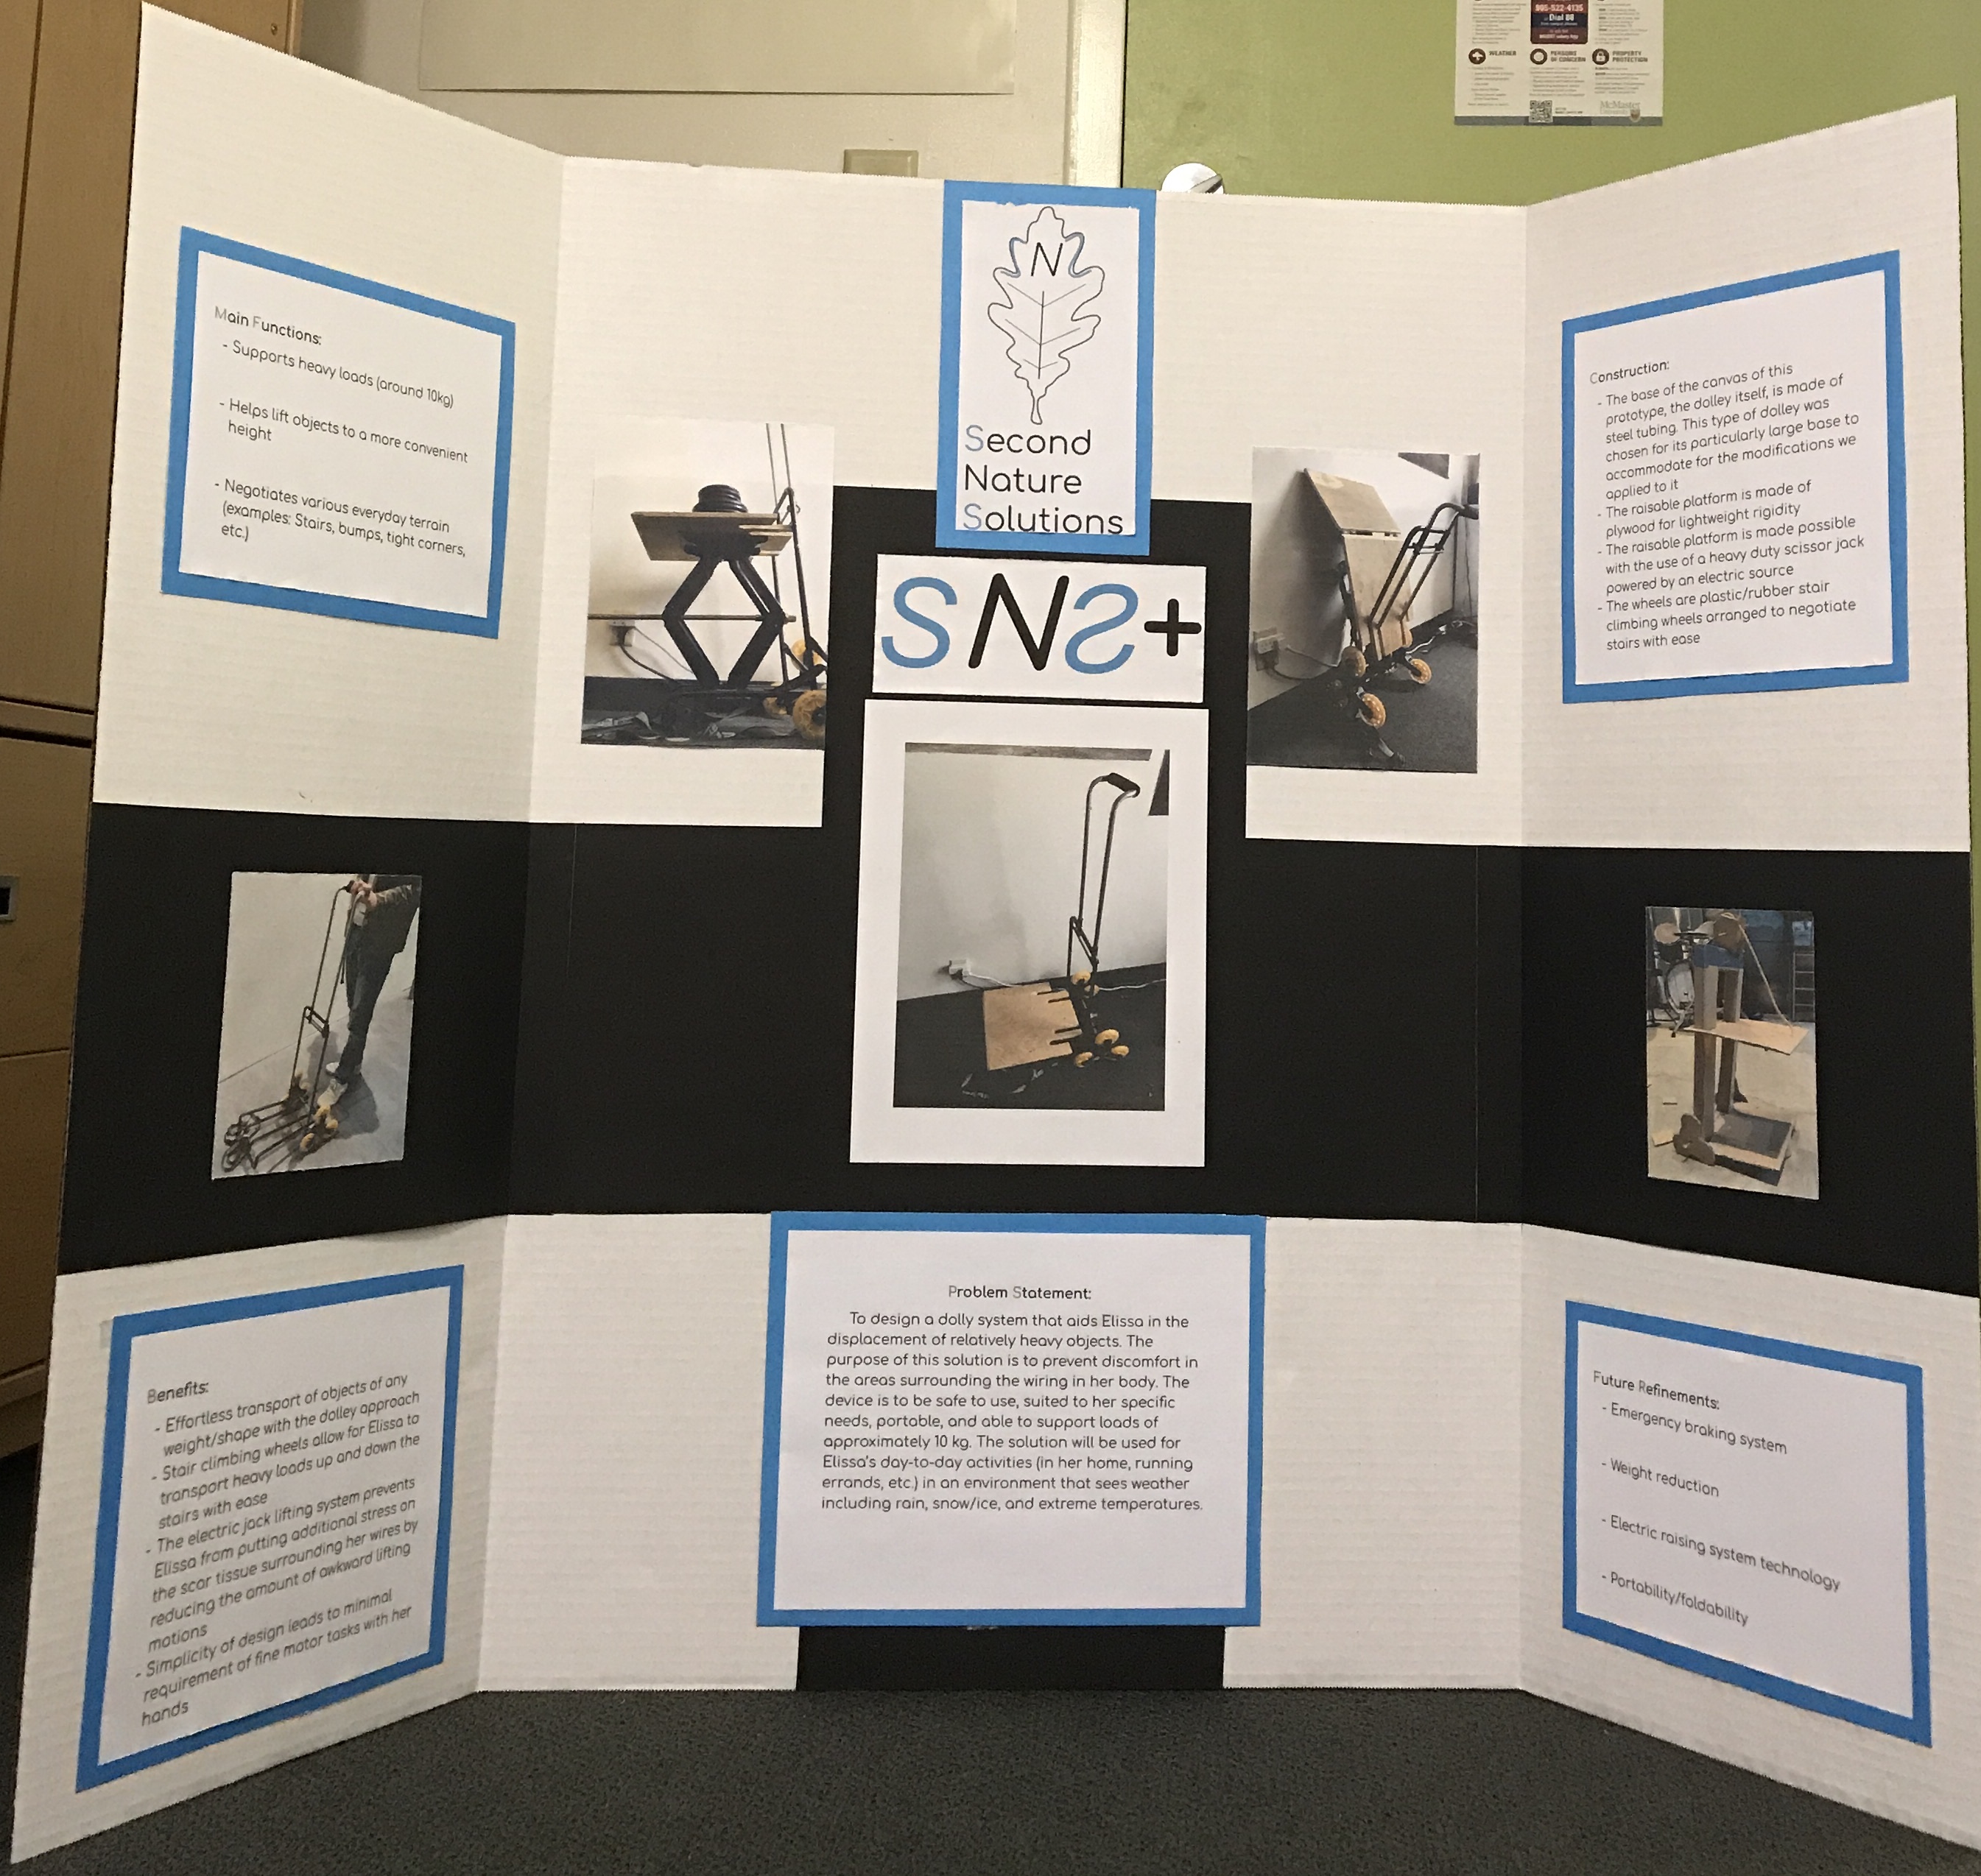 905-522-4135
Dial 88
WEATHER
PERSONS
OF CONCERN
PROPERTY
PROTECTION
McMaster
University
Main Functions:
- Supports heavy loads (around 10kg)
- Helps lift objects to a more convenient
height
- Negotiates various everyday terrain
(examples: Stairs, bumps, tight corners,
etc.)
N
Second
Nature
Solutions
SNS+
Construction:
- The base of the canvas of this
prototype, the dolley itself, is made of
steel tubing. This type of dolley was
chosen for its particularly large base to
accommodate for the modifications we
applied to it
- The raisable platform is made of
plywood for lightweight rigidity
- The raisable platform is made possible
with the use of a heavy duty scissor jack
powered by an electric source
- The wheels are plastic/rubber stair
climbing wheels arranged to negotiate
stairs with ease
Benefits:
- Effortless transport of objects of any
weight/shape with the dolley approach
- Stair climbing wheels allow for Elissa to
transport heavy loads up and down the
stairs with ease
- The electric jack lifting system prevents
Elissa from putting additional stress on
the scar tissue surrounding her wires by
reducing the amount of awkward lifting
motions
- Simplicity of design leads to minimal
requirement of fine motor tasks with her
hands
Problem Statement:
To design a dolly system that aids Elissa in the
displacement of relatively heavy objects. The
purpose of this solution is to prevent discomfort in
the areas surrounding the wiring in her body. The
device is to be safe to use, suited to her specific
needs, portable, and able to support loads of
approximately 10 kg. The solution will be used for
Elissa's day-to-day activities (in her home, running
errands, etc.) in an environment that sees weather
including rain, snow/ice, and extreme temperatures.
Future Refinements:
- Emergency braking system
- Weight reduction
- Electric raising system technology
- Portability/foldability